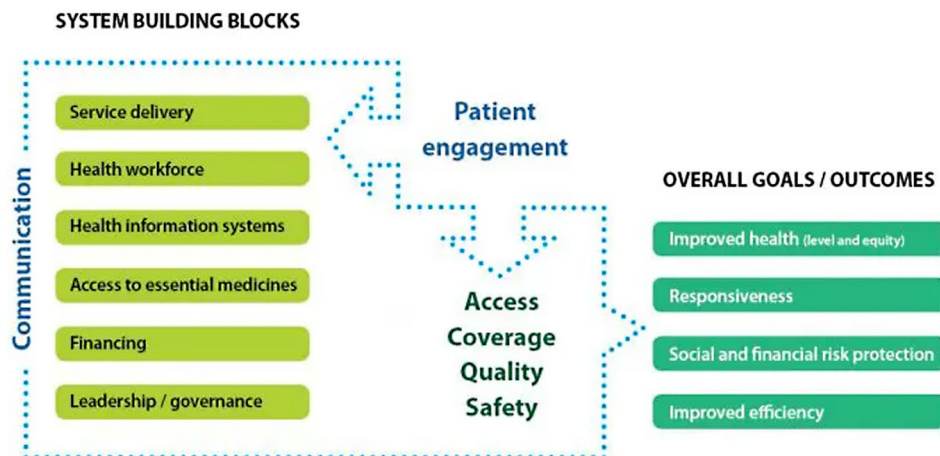 SYSTEM BUILDING BLOCKS
Communication
Service delivery
Health workforce
Health information systems
Access to essential medicines
Financing
Leadership / governance
Patient
engagement
Access
Coverage
Quality
Safety
OVERALL GOALS / OUTCOMES
Improved health (level and equity)
Responsiveness
Social and financial risk protection
Improved efficiency